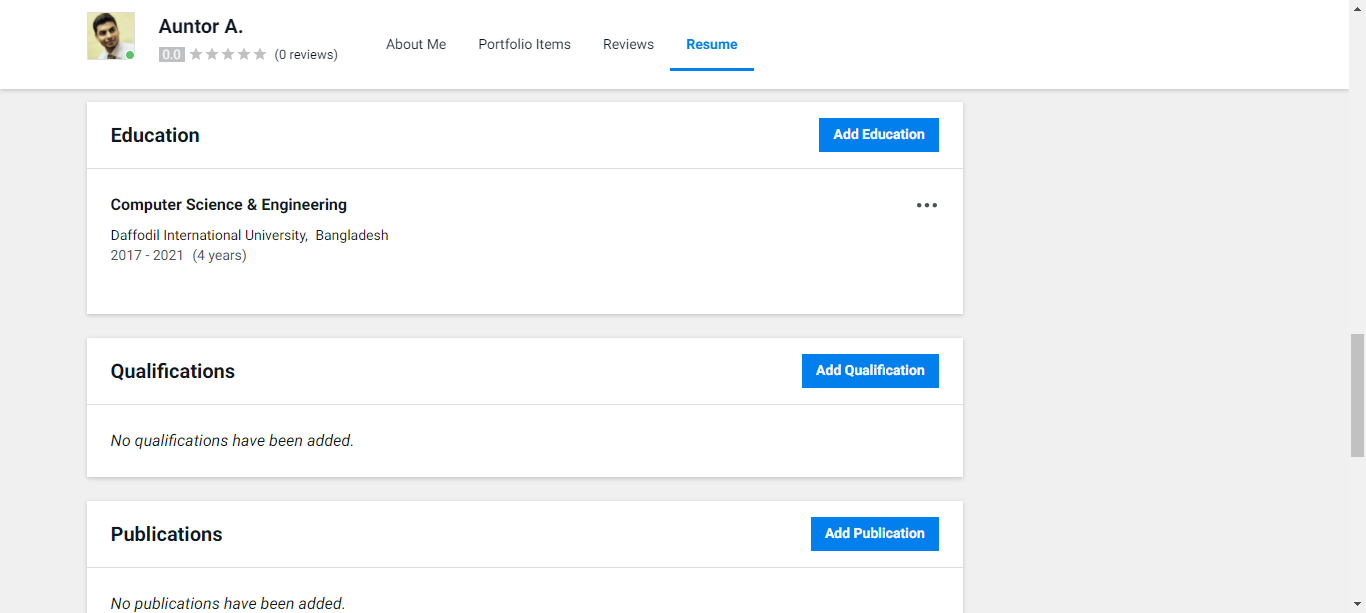 Auntor A.
0.0 (0 reviews)
About Me Portfolio Items Reviews Resume
Education
Add Education
Computer Science & Engineering
Daffodil International University, Bangladesh
2017 - 2021 (4 years)
Qualifications
Add Qualification
No qualifications have been added.
Publications
Add Publication
No publications have been added.